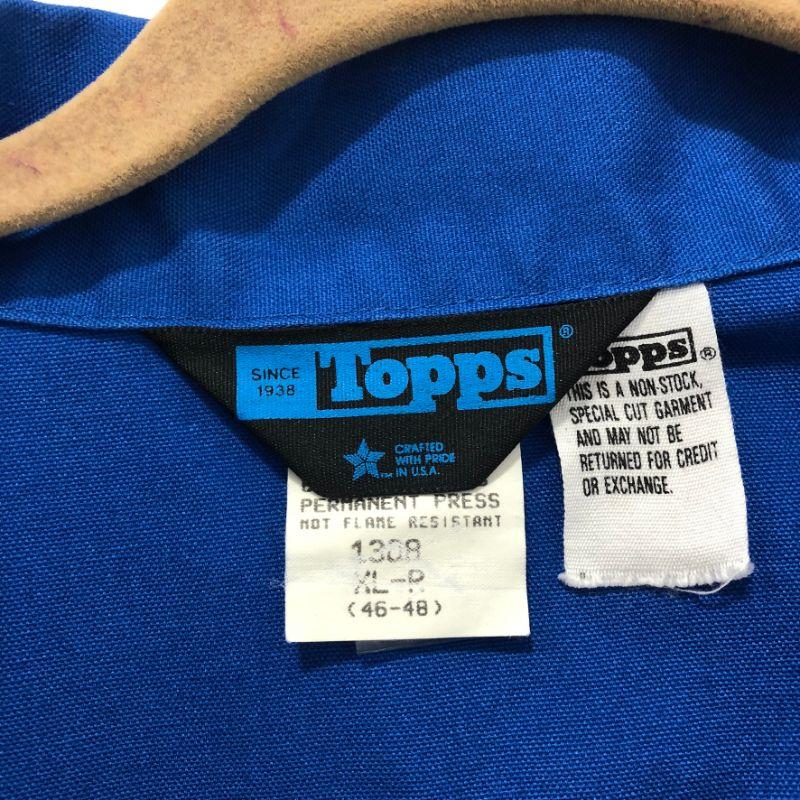 SINCE
1938
Topps®
CRAFTED
WITH PRIDE
™ IN U.S.A.
PERMANENT PRESS
NOT FLAME RESISTANT
1308
XL-R
(46-48)
Topps®
THIS IS A NON-STOCK,
SPECIAL CUT GARMENT
AND MAY NOT BE
RETURNED FOR CREDIT
OR EXCHANGE.